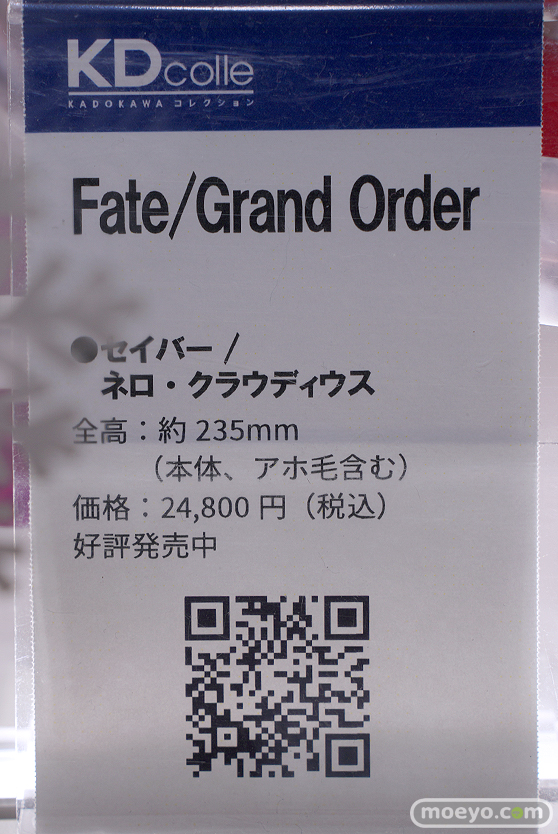 KDcolle
KADOKAWA コレクション
Fate/Grand Order
●セイバー /
ネロ・クラウディウス
全高：約 235mm
（本体、アホ毛含む）
価格：24,800 円（税込）
好評発売中
moeyo.com